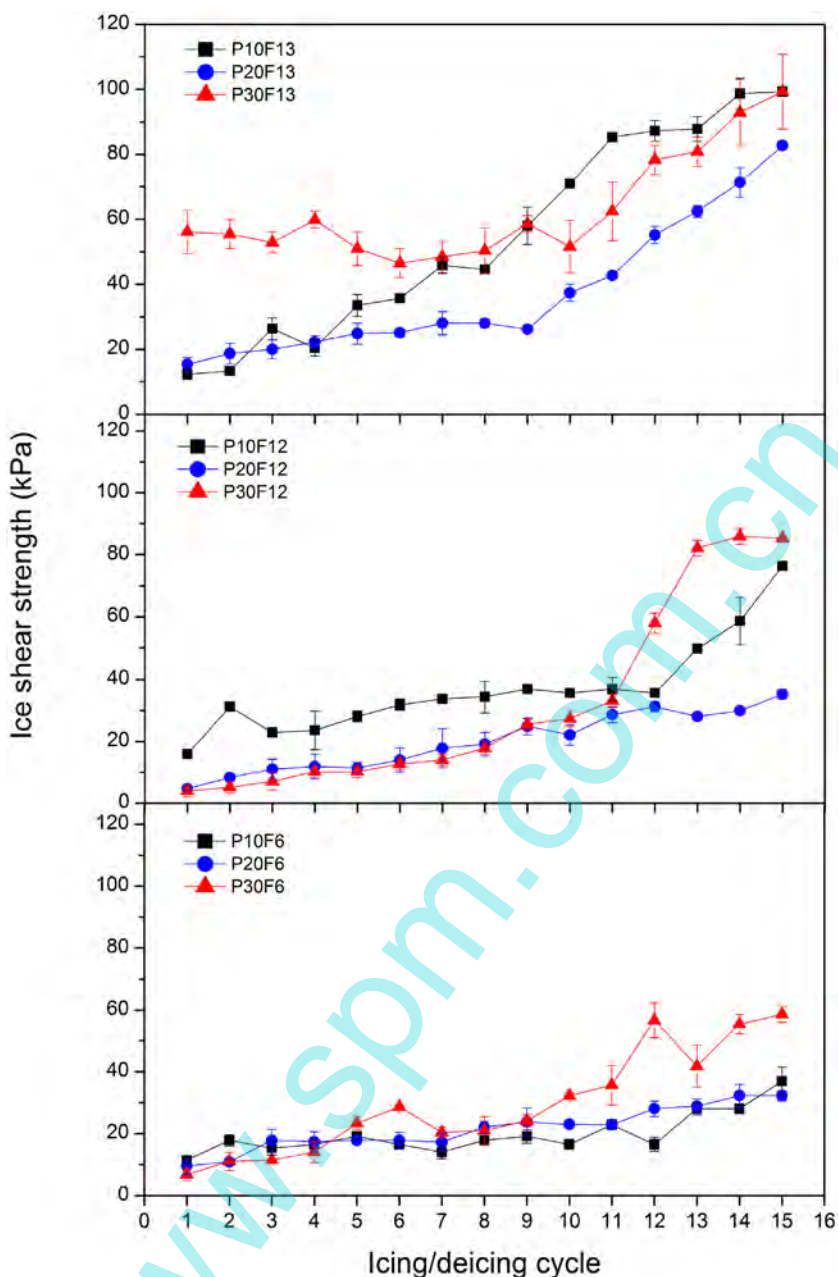 120
P10F13
P20F13
P30F13
100
80
60
40
20
0
120
P10F12
P20F12
P30F12
100
80
60
40
20
0
120
P10F6
P20F6
P30F6
100
80
60
40
20
0
0 1 2 3 4 5 6 7 8 9 10 11 12 13 14 15
Ice shear strength (kPa)
Icing/deicing cycle
www.spm.com.cn